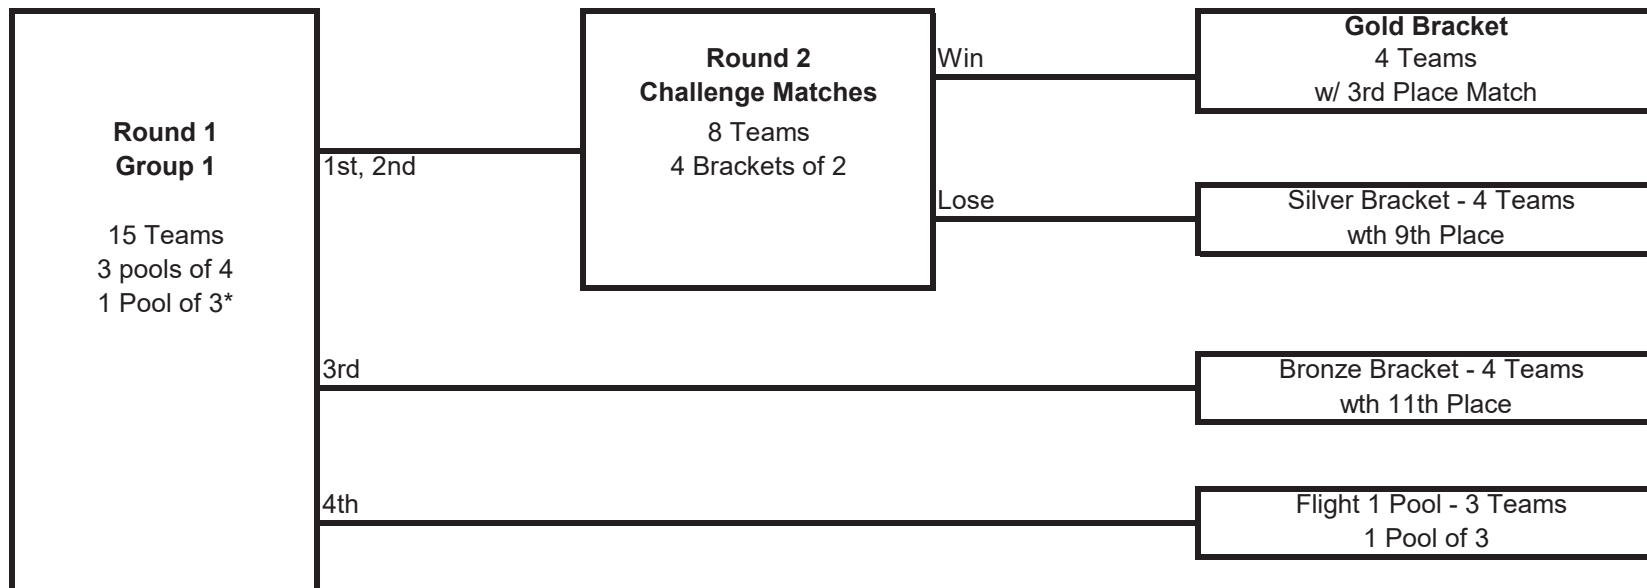 Round 1
Group 1
15 Teams
3 pools of 4
1 Pool of 3*
1st, 2nd
3rd
4th
Round 2
Challenge Matches
8 Teams
4 Brackets of 2
Win
Lose
Gold Bracket
4 Teams
w/ 3rd Place Match
Silver Bracket - 4 Teams
wth 9th Place
Bronze Bracket - 4 Teams
wth 11th Place
Flight 1 Pool - 3 Teams
1 Pool of 3